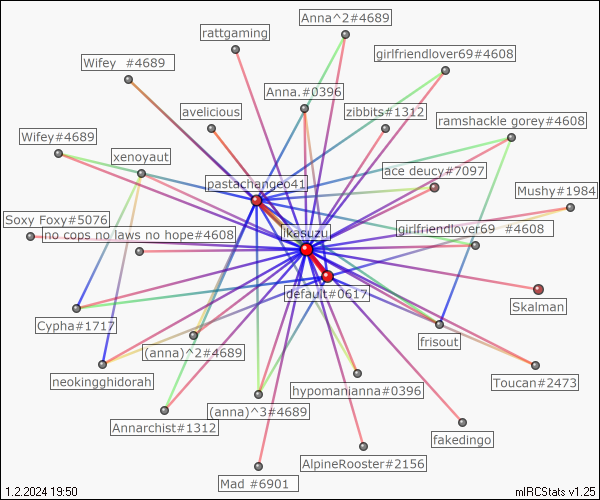 Anna^2#4689
rattgaming
girlfriendlover69#4608
Wifey  #4689
Anna.#0396
avelicious
zibbits#1312
ramshackle gorey#4608
Wifey#4689
xenoyaut
ace deucy#7097
pastachangeo41
Mushy#1984
Soxy Foxy#5076
no cops no laws no hope#4608
ikasuzu
girlfriendlover69  #4608
default#0617
Skalman
Cypha#1717
frisout
(anna)^2#4689
neokingghidorah
hypomanianna#0396
Toucan#2473
(anna)^3#4689
Annarchist#1312
fakedingo
AlpineRooster#2156
Mad #6901
1.2.2024 19:50
mIRCStats v1.25